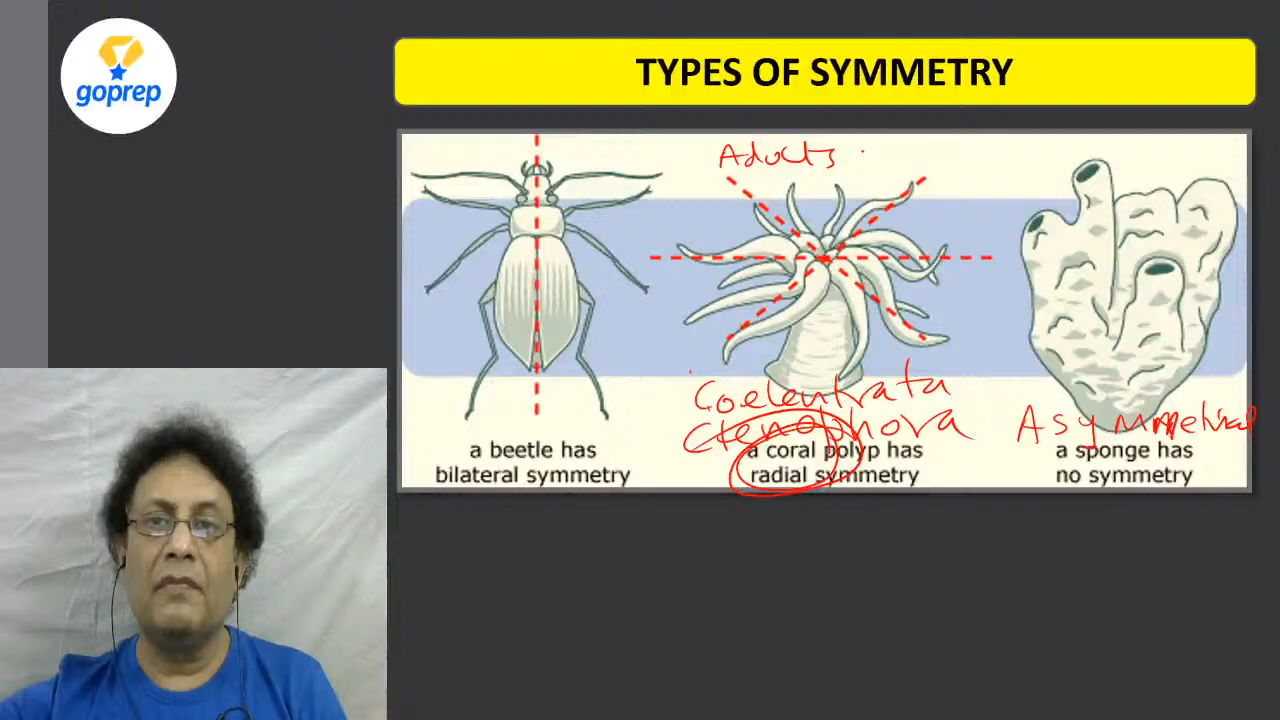 goprep
TYPES OF SYMMETRY
Adults
Coelentrata
Ctenophora
Asymmetrical
a beetle has
bilateral symmetry
a coral polyp has
radial symmetry
a sponge has
no symmetry